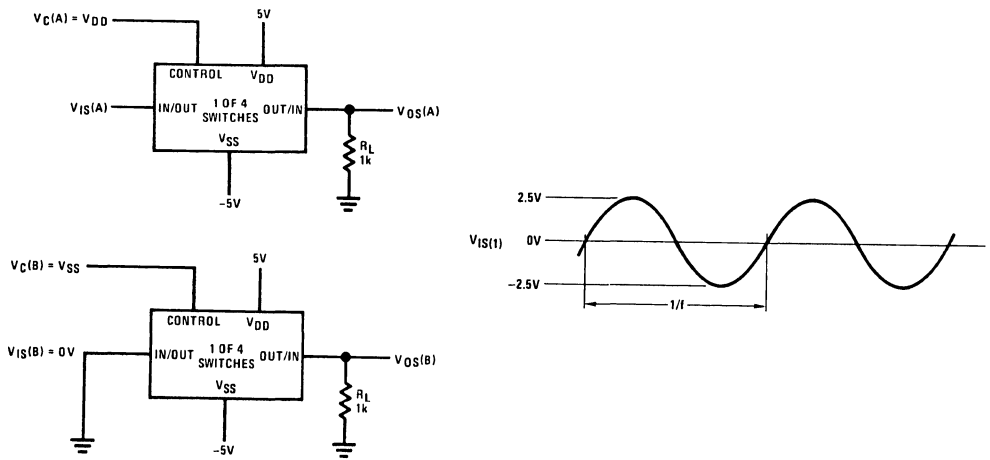 VC(A) = VDD
5V
CONTROL VDD
VIS(A)
IN/OUT 1 OF 4 SWITCHES OUT/IN
VOS(A)
VSS
RL
1k
-5V
VC(B) = VSS
5V
CONTROL VDD
VIS(B) = 0V
IN/OUT 1 OF 4 SWITCHES OUT/IN
VOS(B)
VSS
RL
1k
-5V
2.5V
VIS(1) 0V
-2.5V
1/f